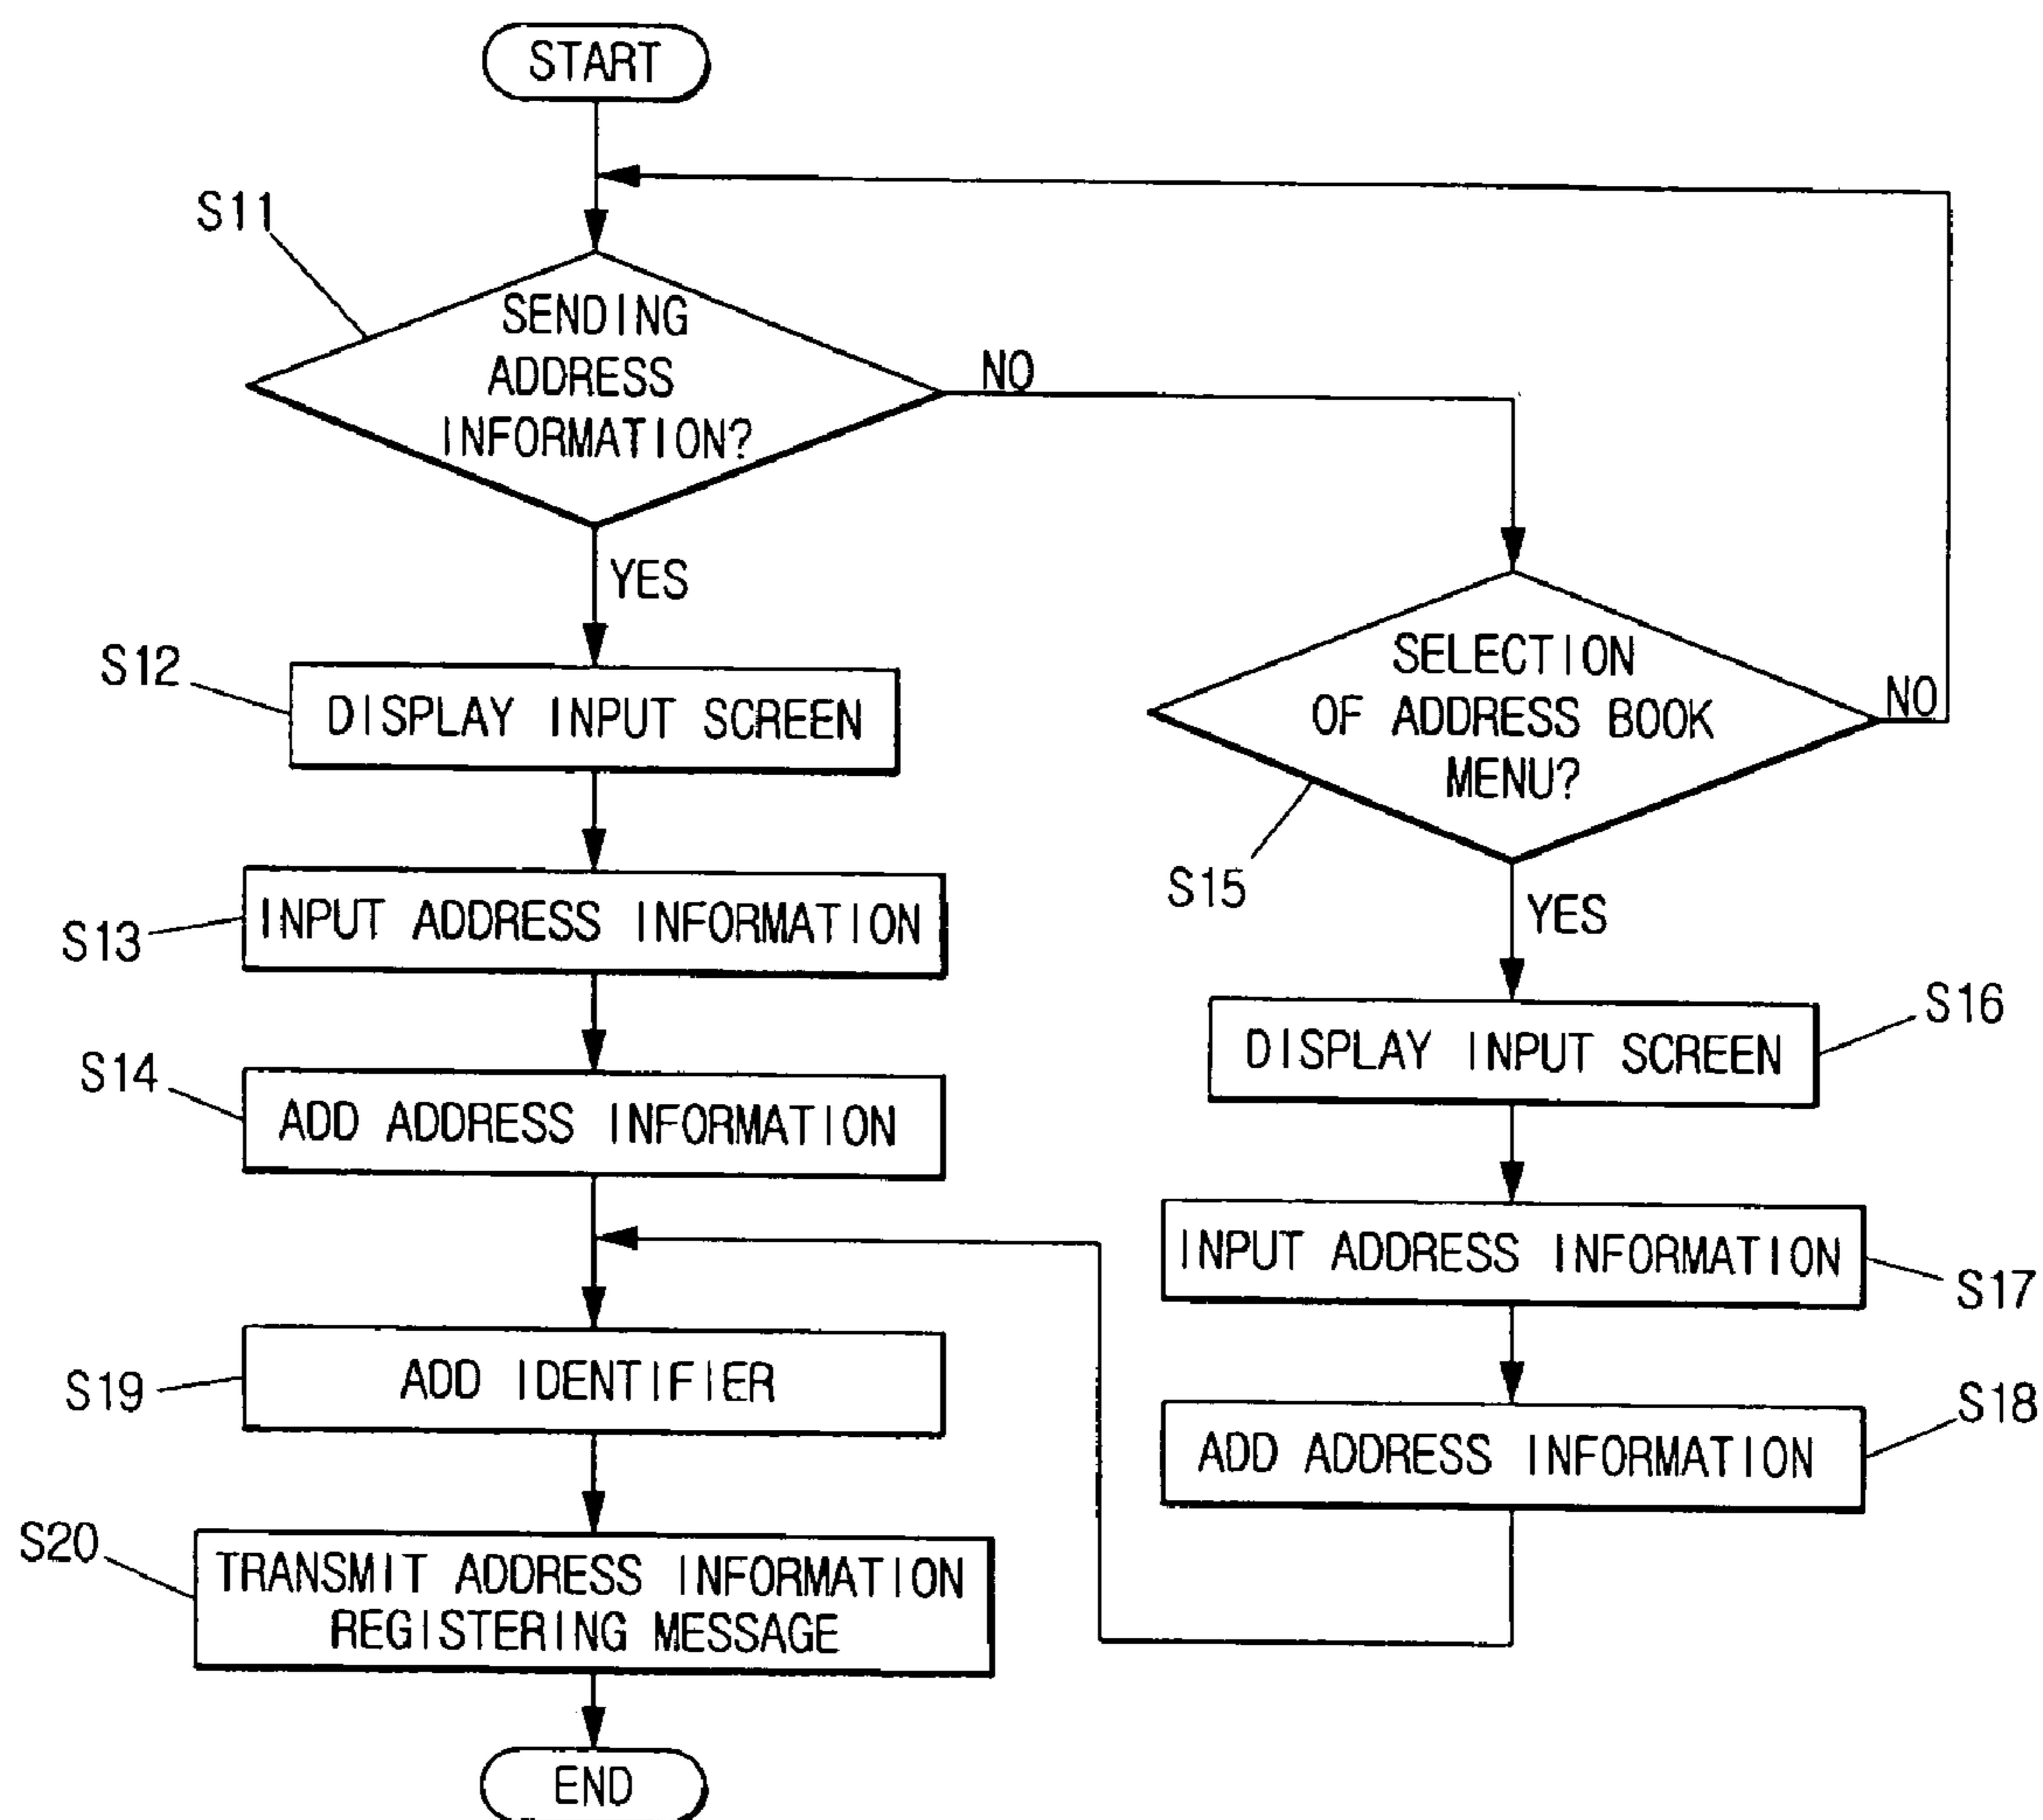 START
S11
SENDING
ADDRESS
INFORMATION?
NO
YES
S12
DISPLAY INPUT SCREEN
SELECTION
OF ADDRESS BOOK
MENU?
NO
S15
YES
S13
INPUT ADDRESS INFORMATION
S16
DISPLAY INPUT SCREEN
S14
ADD ADDRESS INFORMATION
INPUT ADDRESS INFORMATION
S17
S19
ADD IDENTIFIER
S18
ADD ADDRESS INFORMATION
S20
TRANSMIT ADDRESS INFORMATION
REGISTERING MESSAGE
END